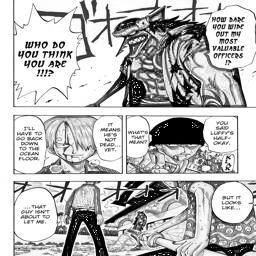 HOW DARE
YOU
WIPE OUT
MY MOST
VALUABLE
OFFICERS
!?
WHO DO
YOU THINK
YOU ARE
!!!?
YOU SAID
LUFFY'S
HALF-
OKAY.
WHAT'S
THAT
MEAN?
IT
MEANS
HE'S
NOT
DEAD...
YET.
I'LL
HAVE TO
GO BACK
DOWN
TO THE
OCEAN
FLOOR.
BUT IT
LOOKS
LIKE...
...THAT
GUY ISN'T
ABOUT TO
LET ME.